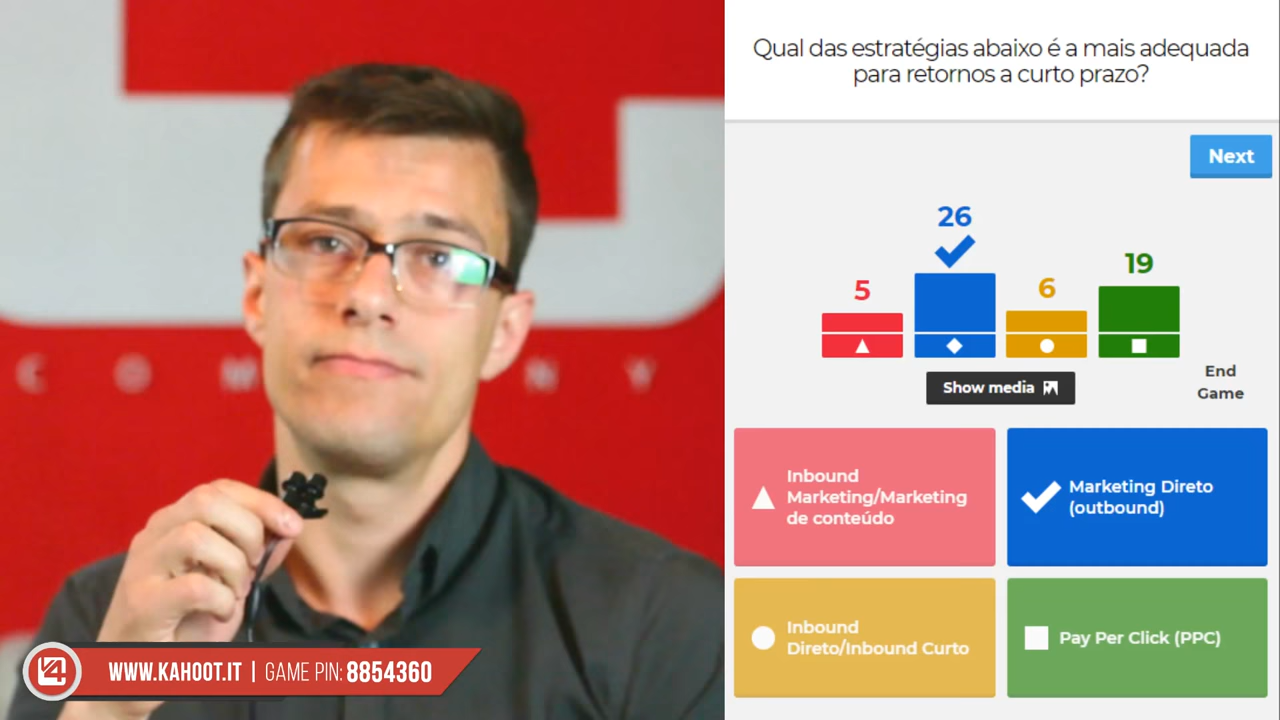 C O M N Y
Qual das estratégias abaixo é a mais adequada
para retornos a curto prazo?
Next
26
19
5
6
End
Game
Show media
Inbound
Marketing/Marketing
de conteúdo
Marketing Direto
(outbound)
Inbound
Direto/Inbound Curto
Pay Per Click (PPC)
V4
WWW.KAHOOT.IT | GAME PIN: 8854360